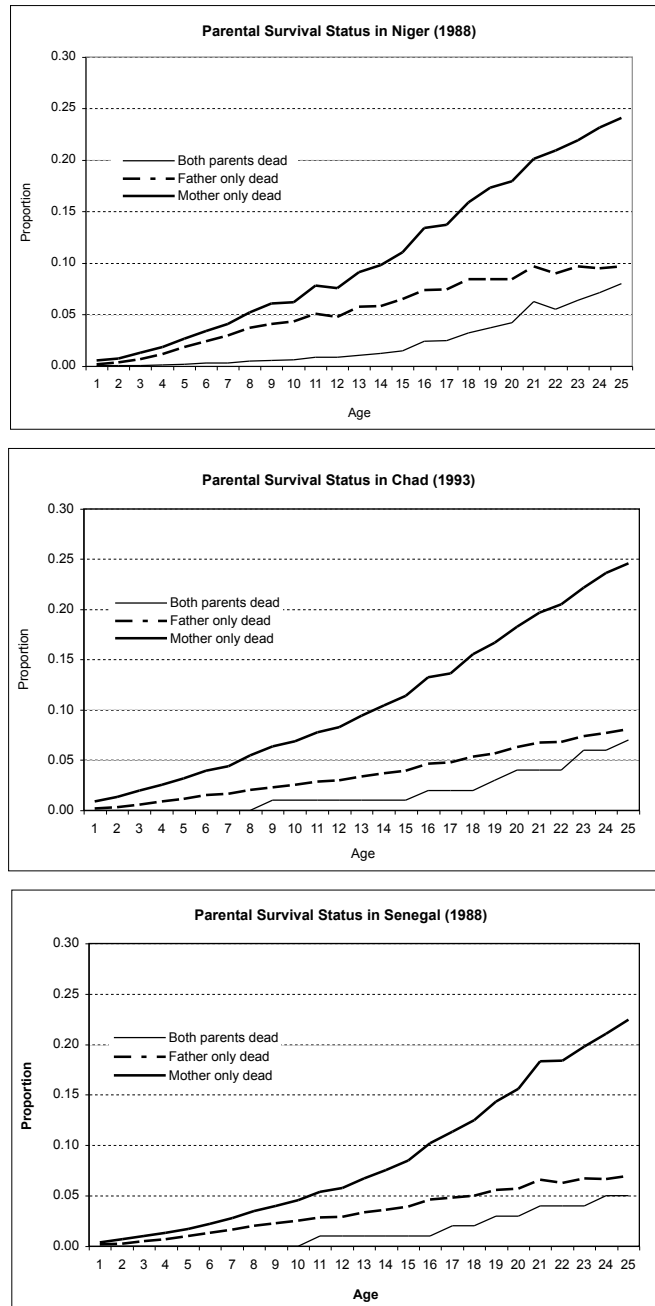 Parental Survival Status in Niger (1988)
0.30
0.25
0.20
0.15
0.10
0.05
0.00
Proportion
Both parents dead
Father only dead
Mother only dead
1 2 3 4 5 6 7 8 9 10 11 12 13 14 15 16 17 18 19 20 21 22 23 24 25
Age
Parental Survival Status in Chad (1993)
0.30
0.25
0.20
0.15
0.10
0.05
0.00
Proportion
Both parents dead
Father only dead
Mother only dead
1 2 3 4 5 6 7 8 9 10 11 12 13 14 15 16 17 18 19 20 21 22 23 24 25
Age
Parental Survival Status in Senegal (1988)
0.30
0.25
0.20
0.15
0.10
0.05
0.00
Proportion
Both parents dead
Father only dead
Mother only dead
1 2 3 4 5 6 7 8 9 10 11 12 13 14 15 16 17 18 19 20 21 22 23 24 25
Age